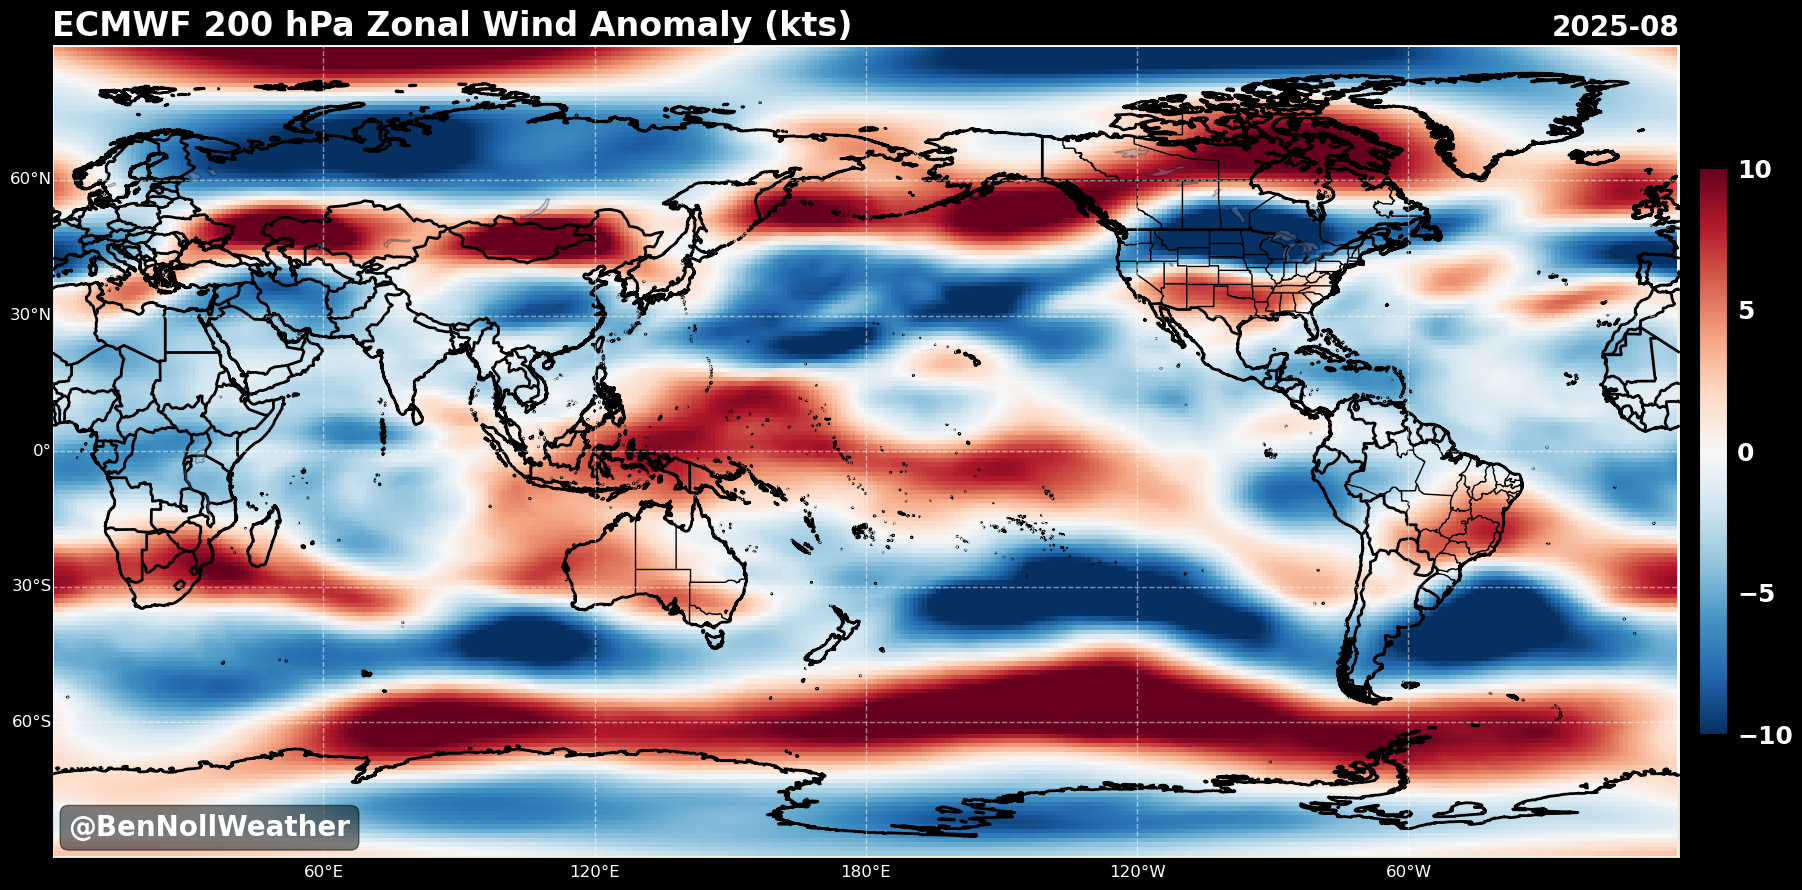 ECMWF 200 hPa Zonal Wind Anomaly (kts)
2025-08
60°N
30°N
0°
30°S
60°S
60°E
120°E
180°E
120°W
60°W
10
5
0
−5
−10
@BenNollWeather